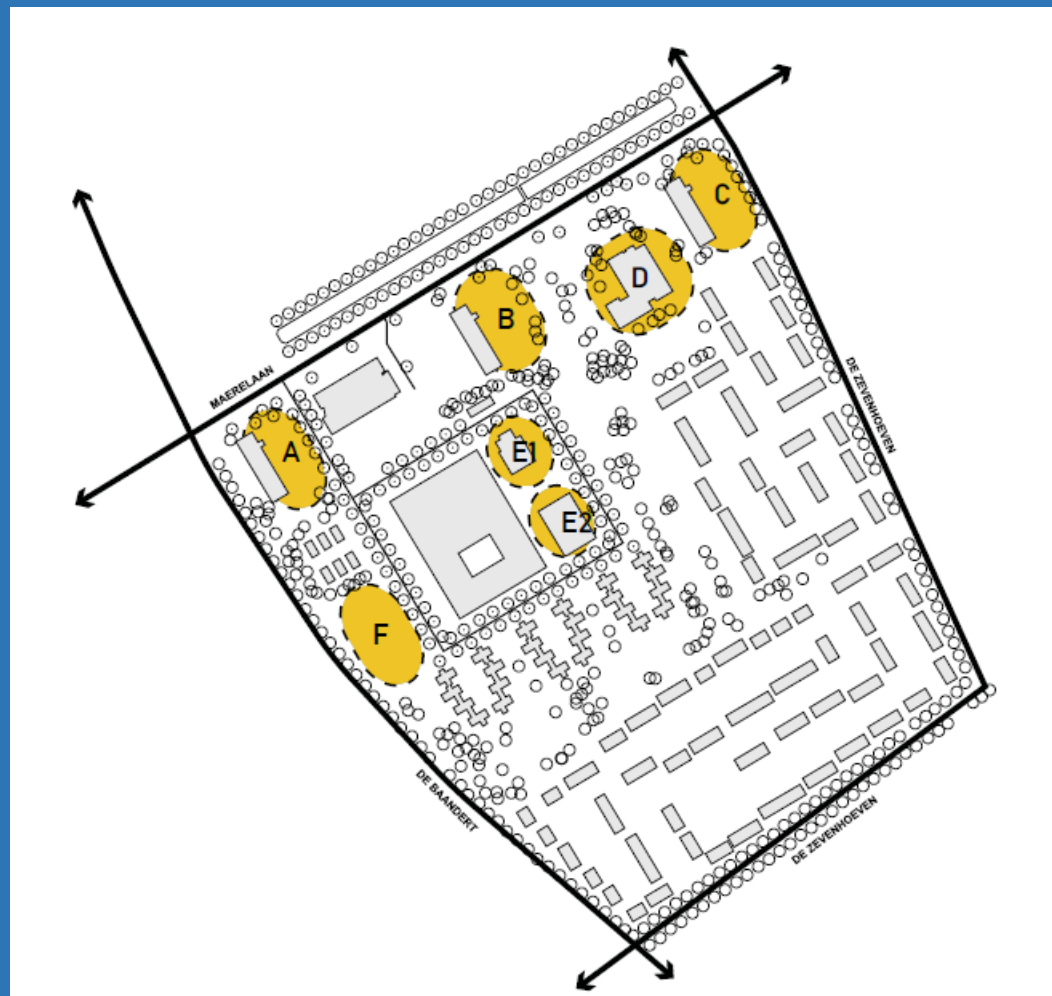 C
D
B
MAERELAAN
DE ZEVENHOEVEN
A
E1
E2
F
DE BAANDERT
DE ZEVENHOEVEN